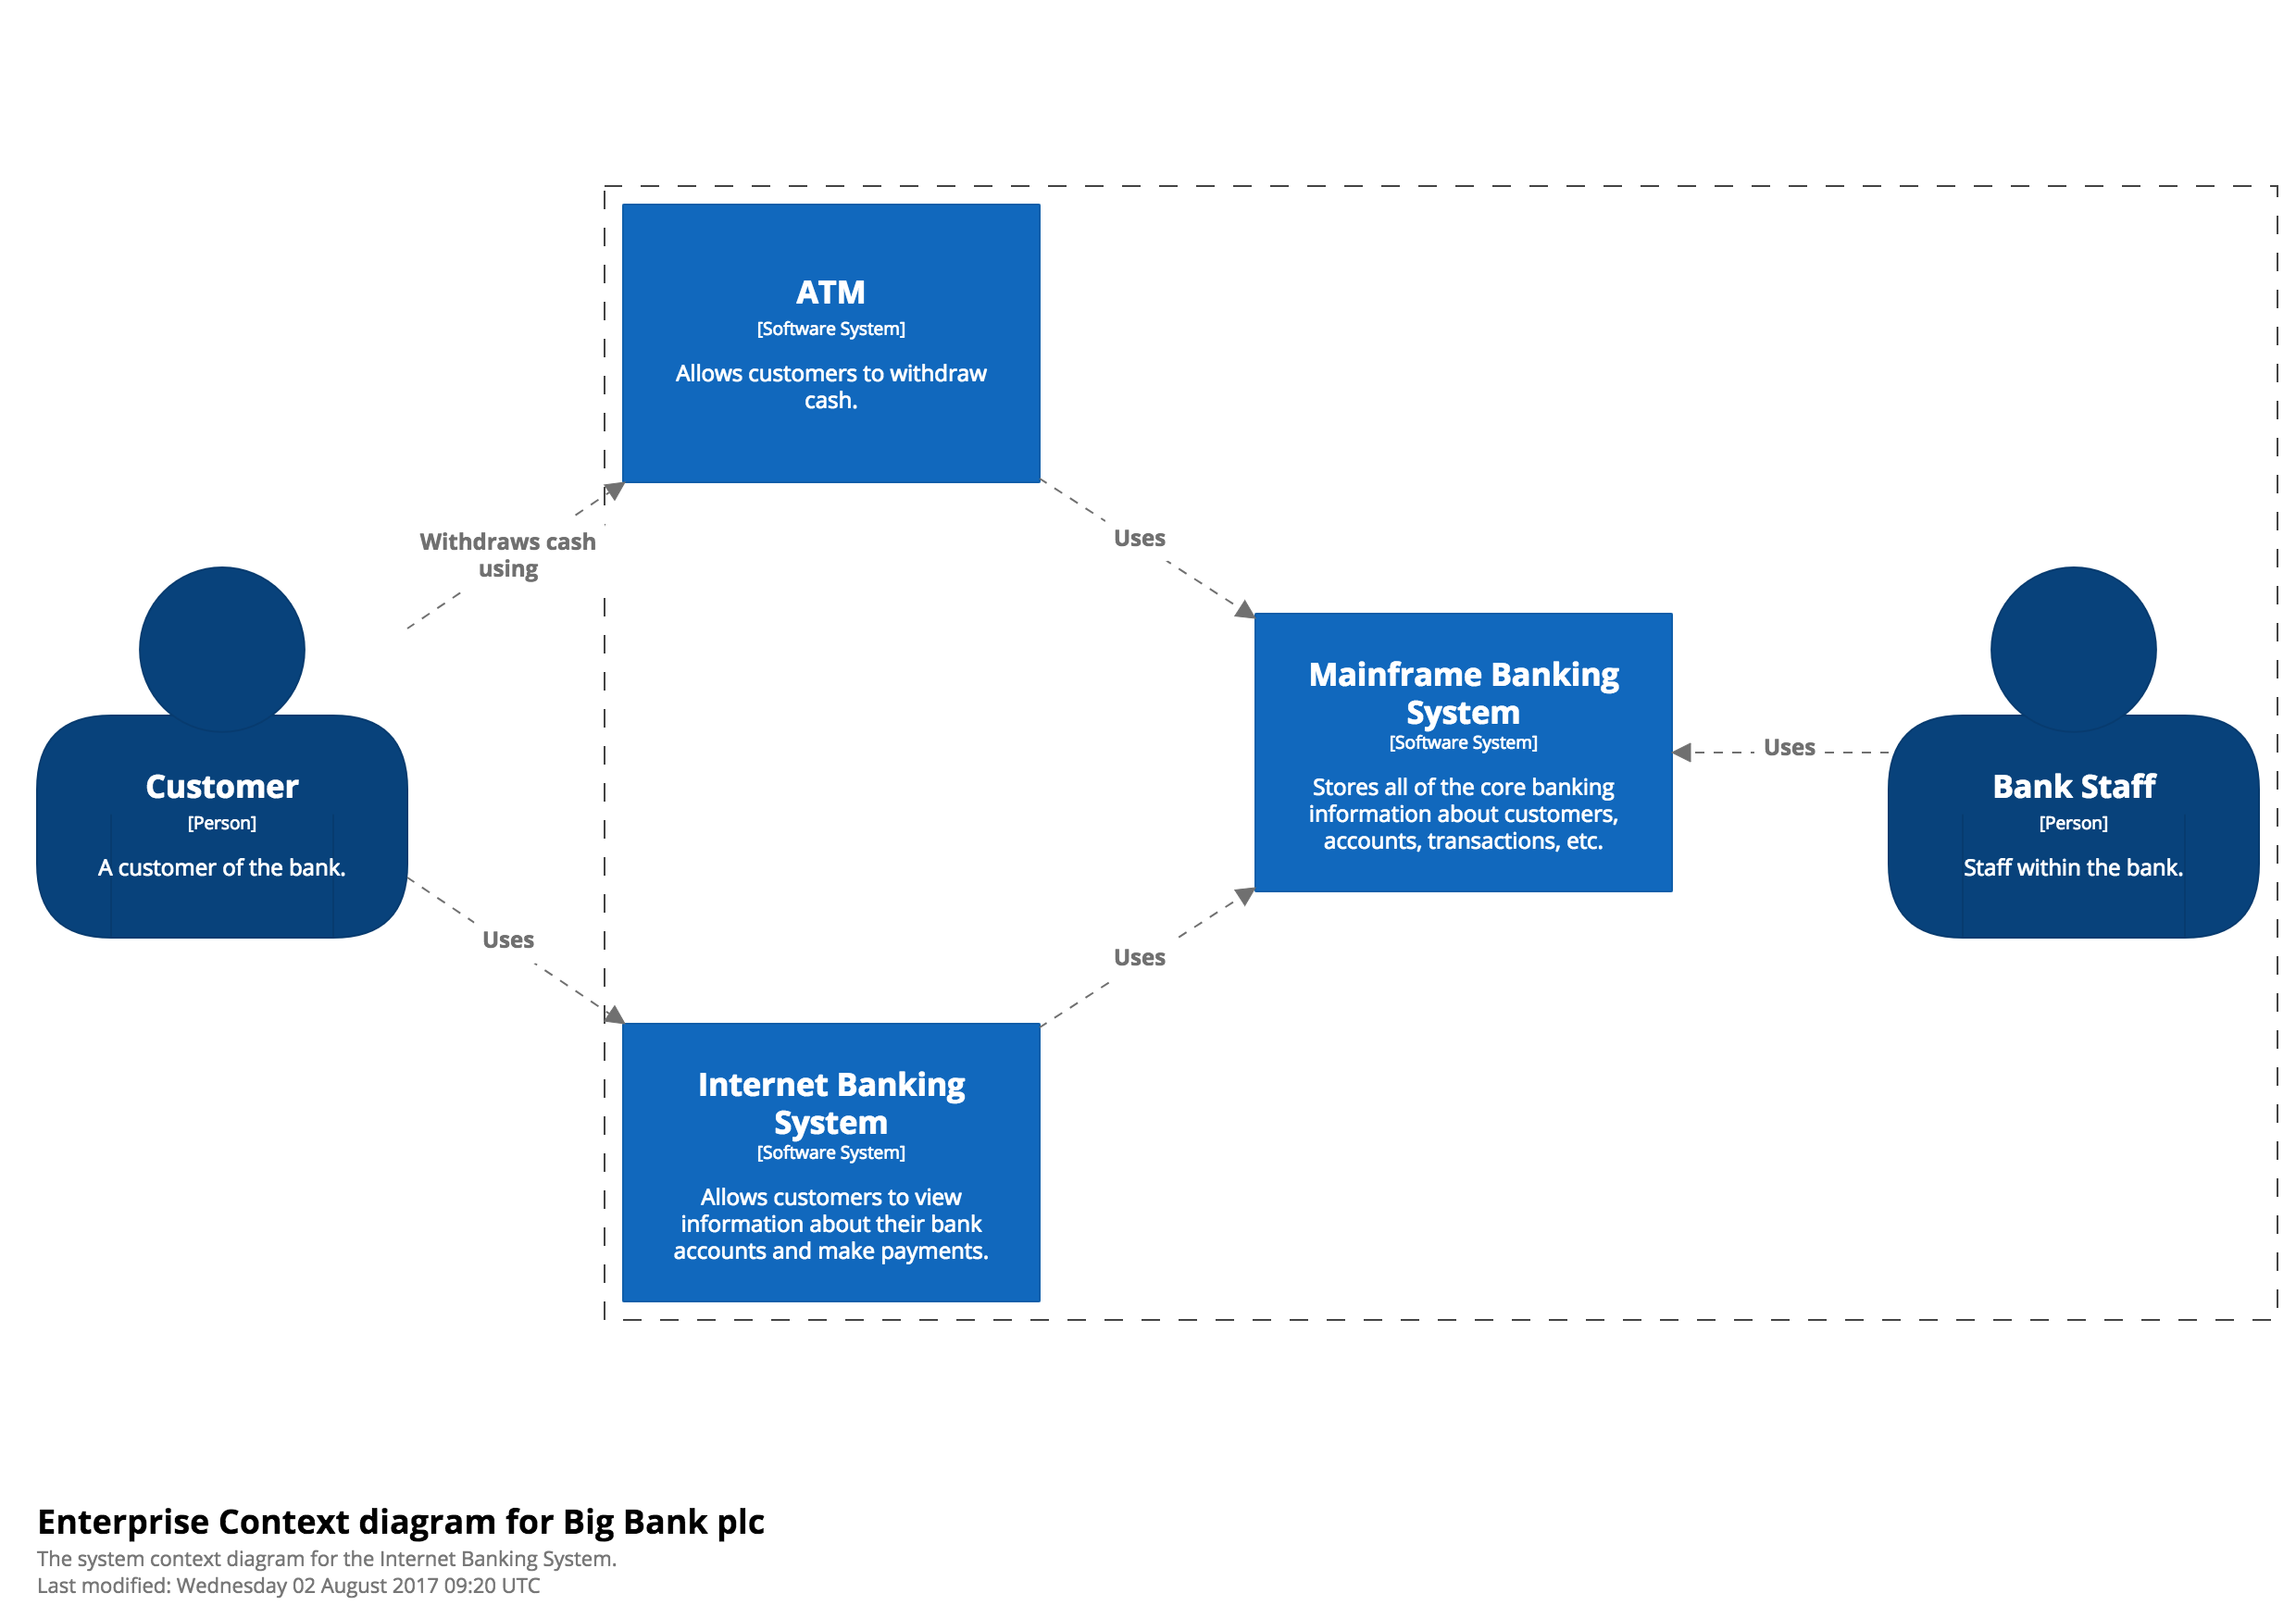 ATM
[Software System]
Allows customers to withdraw
cash.
Withdraws cash
using
Uses
Mainframe Banking
System
[Software System]
Stores all of the core banking
information about customers,
accounts, transactions, etc.
Uses
Customer
[Person]
A customer of the bank.
Bank Staff
[Person]
Staff within the bank.
Uses
Uses
Internet Banking
System
[Software System]
Allows customers to view
information about their bank
accounts and make payments.
Enterprise Context diagram for Big Bank plc
The system context diagram for the Internet Banking System.
Last modified: Wednesday 02 August 2017 09:20 UTC